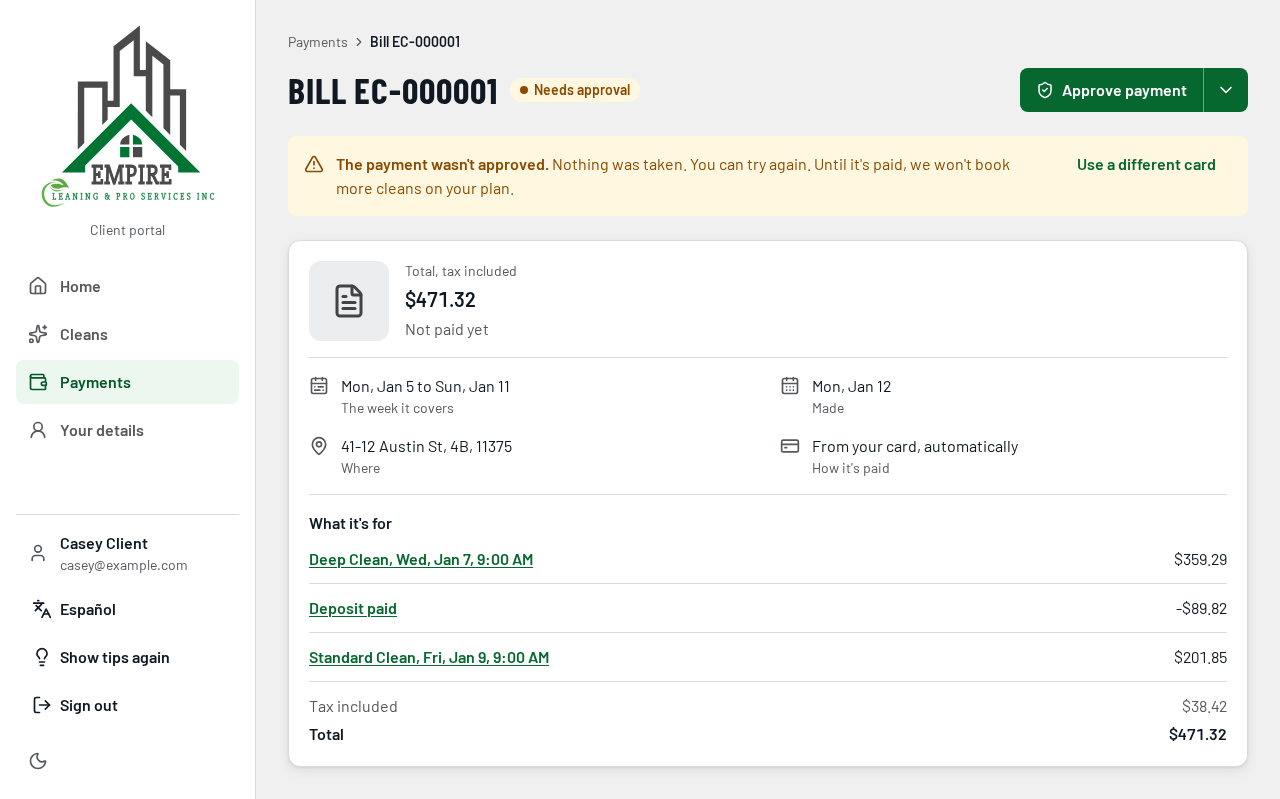 EMPIRE
LEANING & PRO SERVICES INC
Client portal
Home
Cleans
Payments
Your details
Casey Client
casey@example.com
Español
Show tips again
Sign out
Payments > Bill EC-000001
BILL EC-000001
Needs approval
Approve payment
The payment wasn't approved. Nothing was taken. You can try again. Until it's paid, we won't book
more cleans on your plan.
Use a different card
Total, tax included
$471.32
Not paid yet
Mon, Jan 5 to Sun, Jan 11
The week it covers
Mon, Jan 12
Made
41-12 Austin St, 4B, 11375
Where
From your card, automatically
How it's paid
What it's for
Deep Clean, Wed, Jan 7, 9:00 AM $359.29
Deposit paid -$89.82
Standard Clean, Fri, Jan 9, 9:00 AM $201.85
Tax included $38.42
Total $471.32